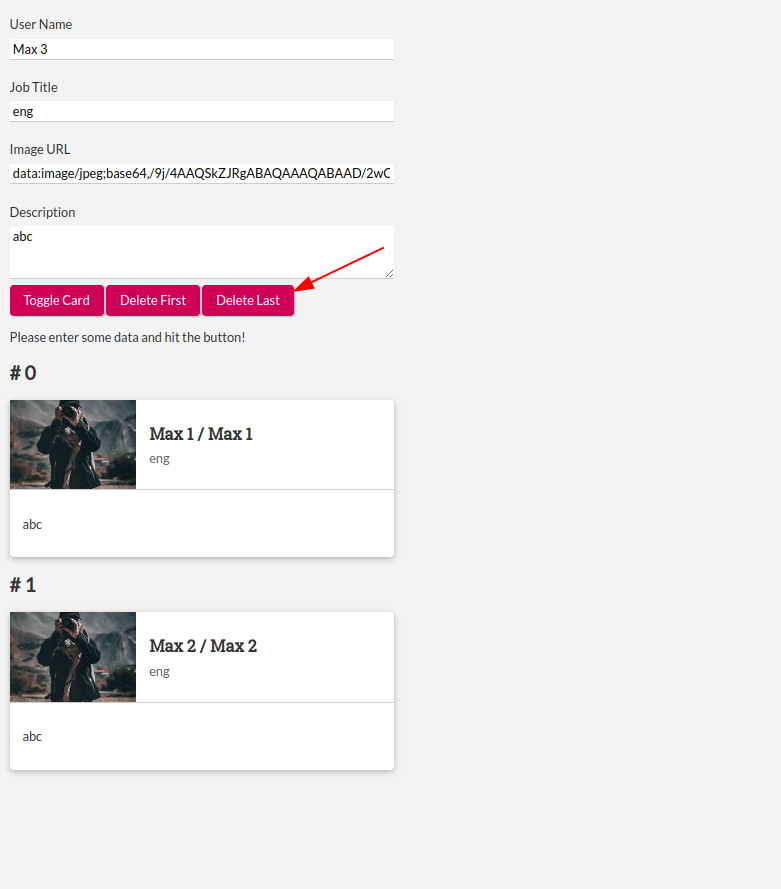 User Name
Max 3
Job Title
eng
Image URL
data:image/jpeg;base64,/9j/4AAQSkZJRgABAQAAAQABAAD/2wC
Description
abc
Toggle Card Delete First Delete Last
Please enter some data and hit the button!
# 0
Max 1 / Max 1
eng
abc
# 1
Max 2 / Max 2
eng
abc